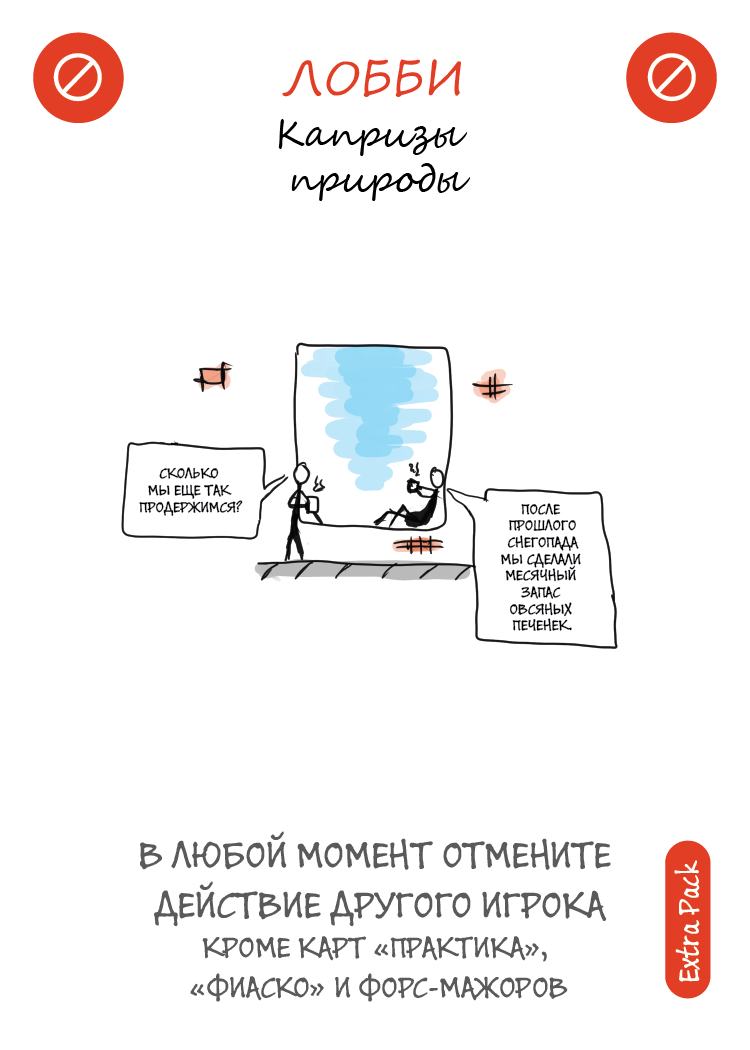 ЛОББИ
Капризы
природы
СКОЛЬКО
МЫ ЕЩЕ ТАК
ПРОДЕРЖИМСЯ?
ПОСЛЕ
ПРОШЛОГО
СНЕГОПАДА
МЫ СДЕЛАЛИ
МЕСЯЧНЫЙ
ЗАПАС
ОВСЯНЫХ
ПЕЧЕНЕК.
В ЛЮБОЙ МОМЕНТ ОТМЕНИТЕ
ДЕЙСТВИЕ ДРУГОГО ИГРОКА
КРОМЕ КАРТ «ПРАКТИКА»,
«ФИАСКО» И ФОРС-МАЖОРОВ
Extra Pack